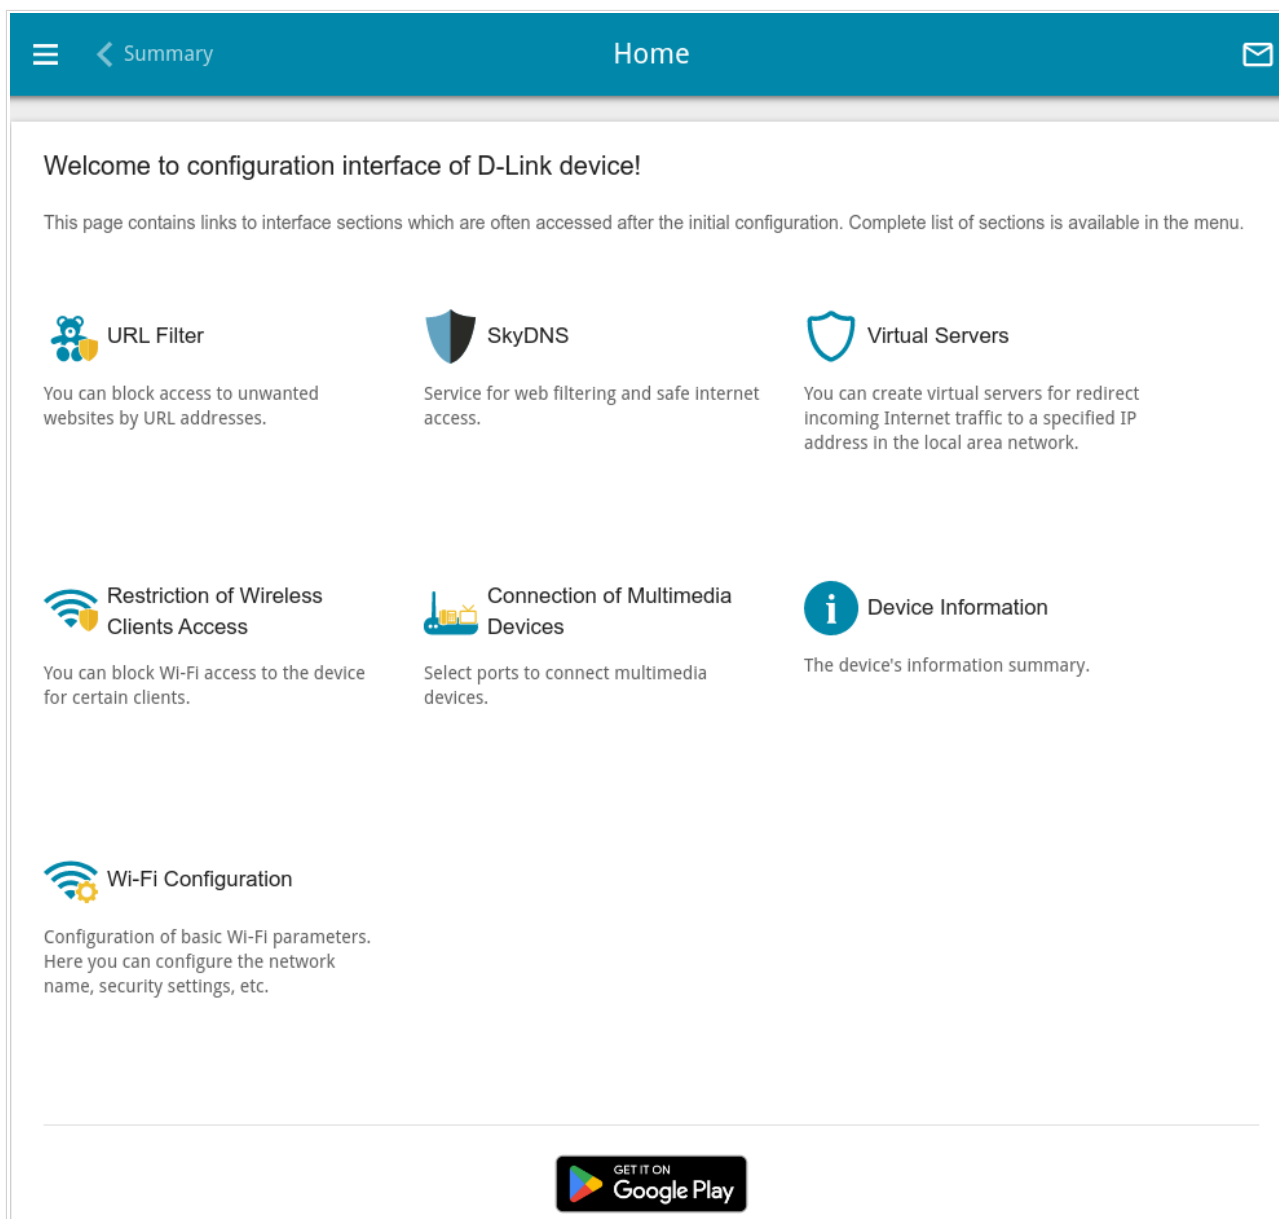 Summary
Home
Welcome to configuration interface of D-Link device!
This page contains links to interface sections which are often accessed after the initial configuration. Complete list of sections is available in the menu.
URL Filter
You can block access to unwanted
websites by URL addresses.
SkyDNS
Service for web filtering and safe internet
access.
Virtual Servers
You can create virtual servers for redirect
incoming Internet traffic to a specified IP
address in the local area network.
Restriction of Wireless
Clients Access
You can block Wi-Fi access to the device
for certain clients.
Connection of Multimedia
Devices
Select ports to connect multimedia
devices.
Device Information
The device's information summary.
Wi-Fi Configuration
Configuration of basic Wi-Fi parameters.
Here you can configure the network
name, security settings, etc.
GET IT ON
Google Play